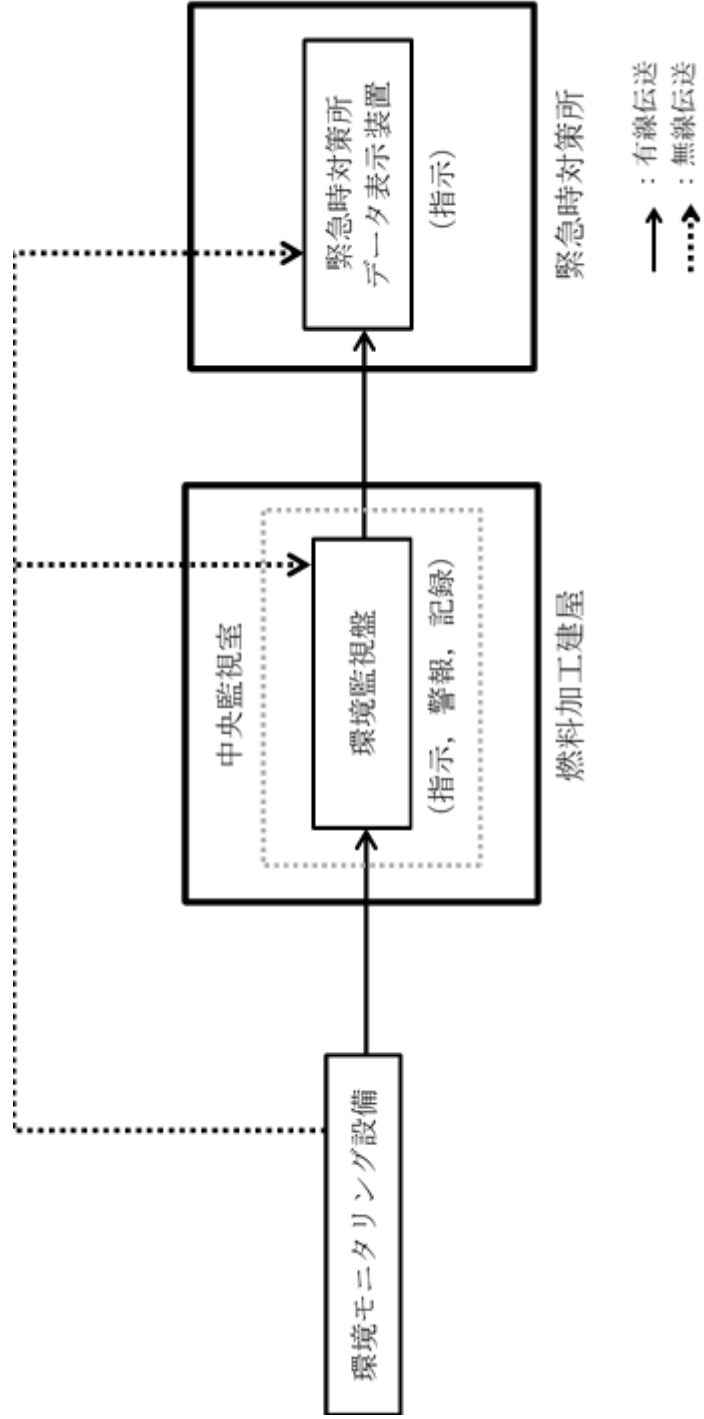 環境モニタリング設備
中央監視室
環境監視盤
(指示, 警報, 記録)
燃料加工建屋
緊急時対策所
データ表示装置
(指示)
緊急時対策所
:有線伝送
:無線伝送